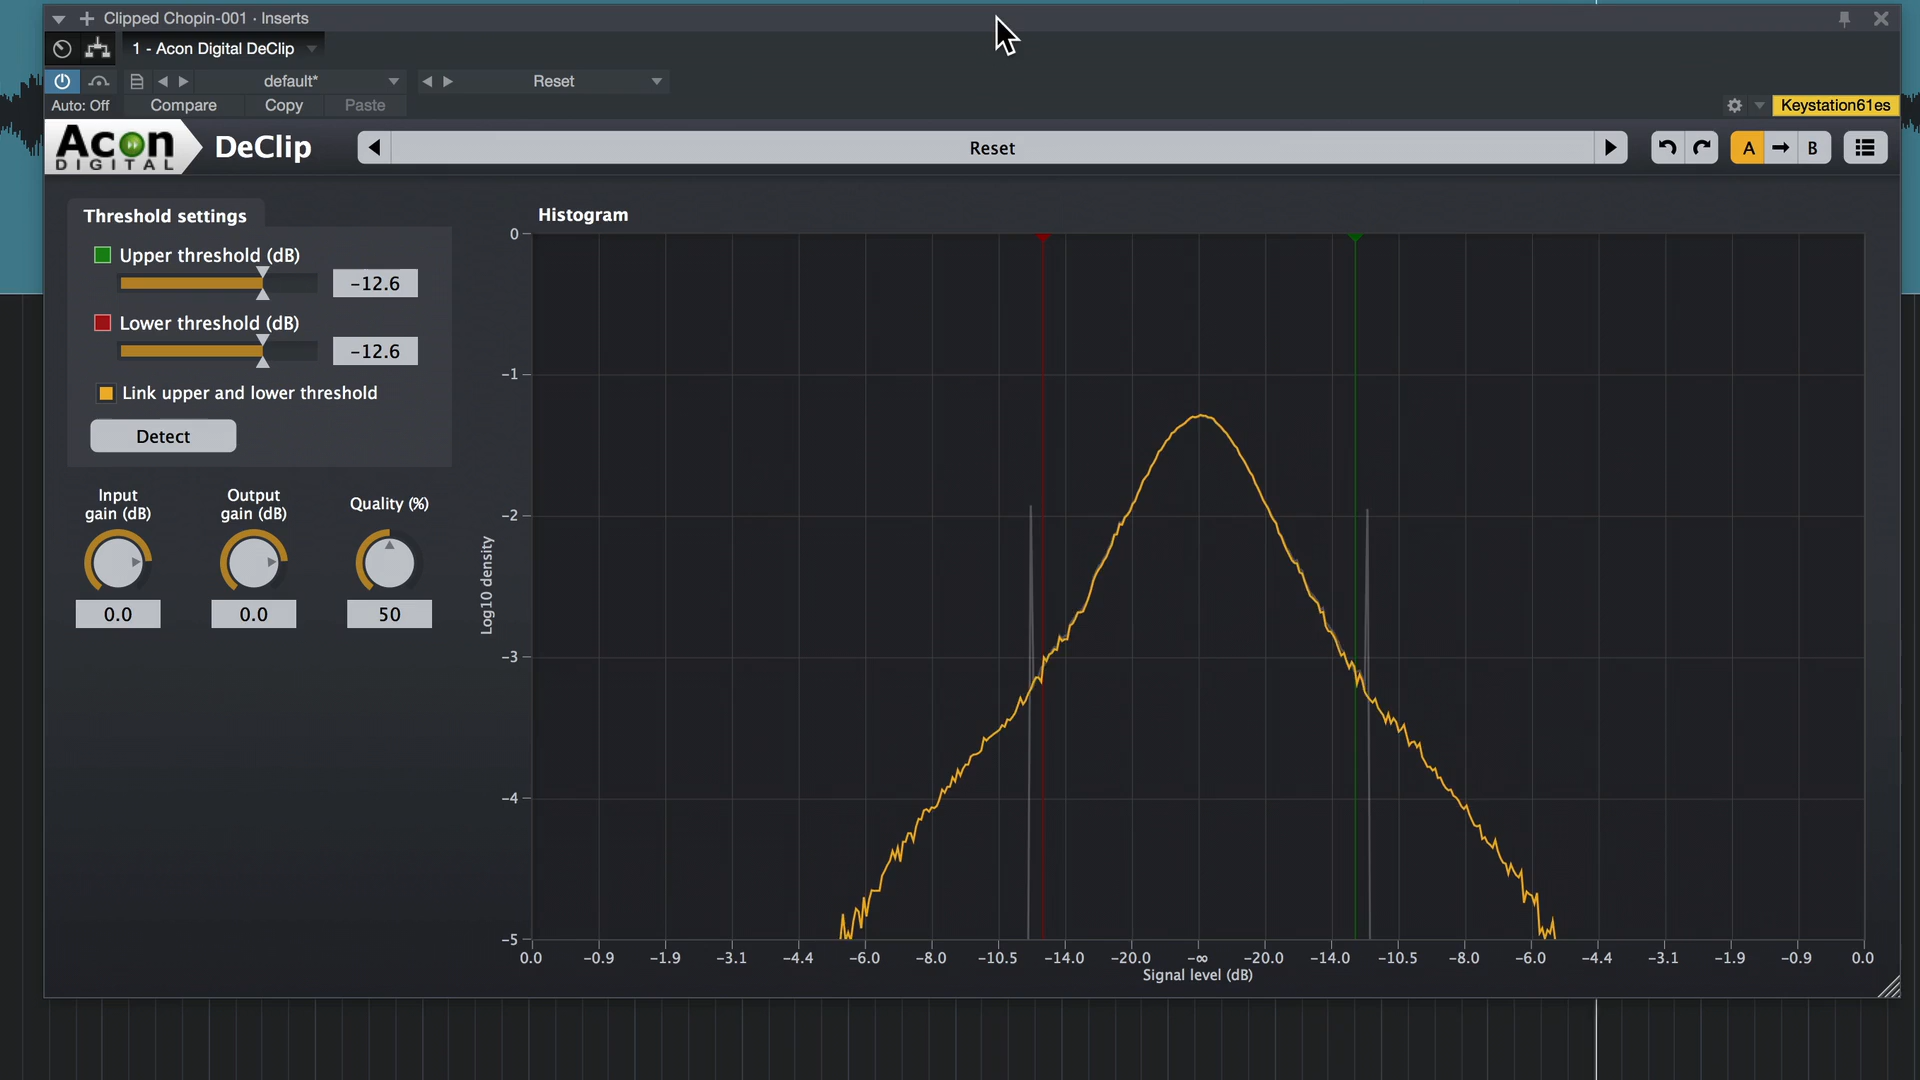 Clipped Chopin-001 · Inserts
1 - Acon Digital DeClip
default*
Reset
Auto: Off
Compare
Copy
Paste
Keystation61es
Acon
DIGITAL
DeClip
Reset
A
B
Threshold settings
Upper threshold (dB)
-12.6
Lower threshold (dB)
-12.6
Link upper and lower threshold
Detect
Input
gain (dB)
0.0
Output
gain (dB)
0.0
Quality (%)
50
Histogram
0
-1
-2
-3
-4
-5
Log10 density
0.0 -0.9 -1.9 -3.1 -4.4 -6.0 -8.0 -10.5 -14.0 -20.0 -∞ -20.0 -14.0 -10.5 -8.0 -6.0 -4.4 -3.1 -1.9 -0.9 0.0
Signal level (dB)